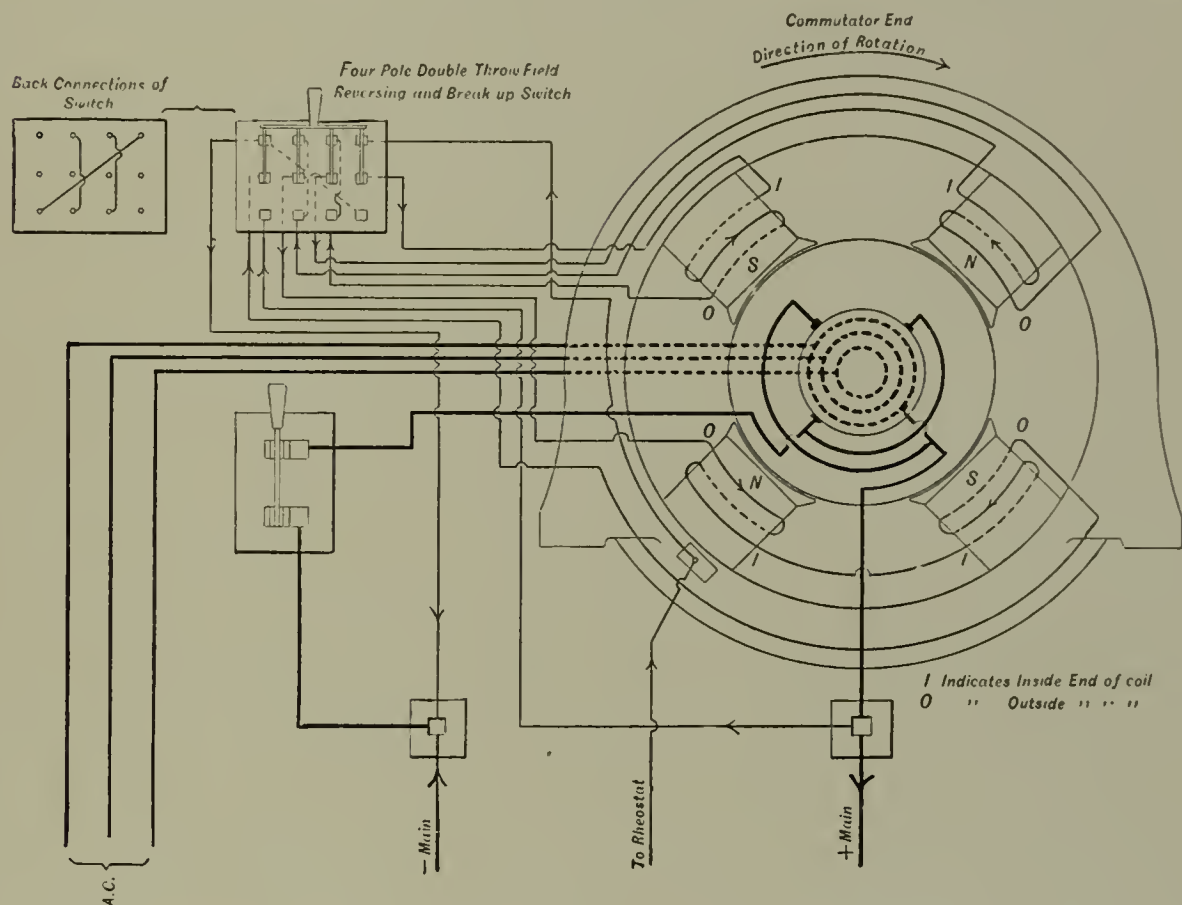 Commutator End
Direction of Rotation
Back Connections of
Switch
Four Pole Double Throw Field
Reversing and Break up Switch
I
I
S
N
O
O
O
O
N
S
I
I
I Indicates Inside End of coil
O " Outside " " "
To Rheostat
— Main
+ Main
A.C.